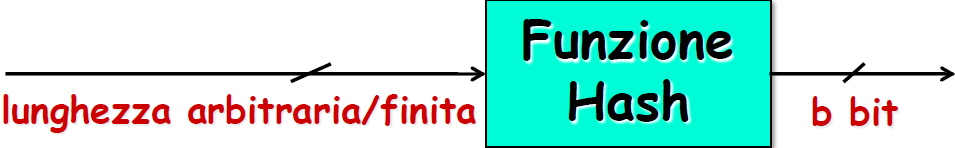 lunghezza arbitraria/finita
Funzione
Hash
b bit